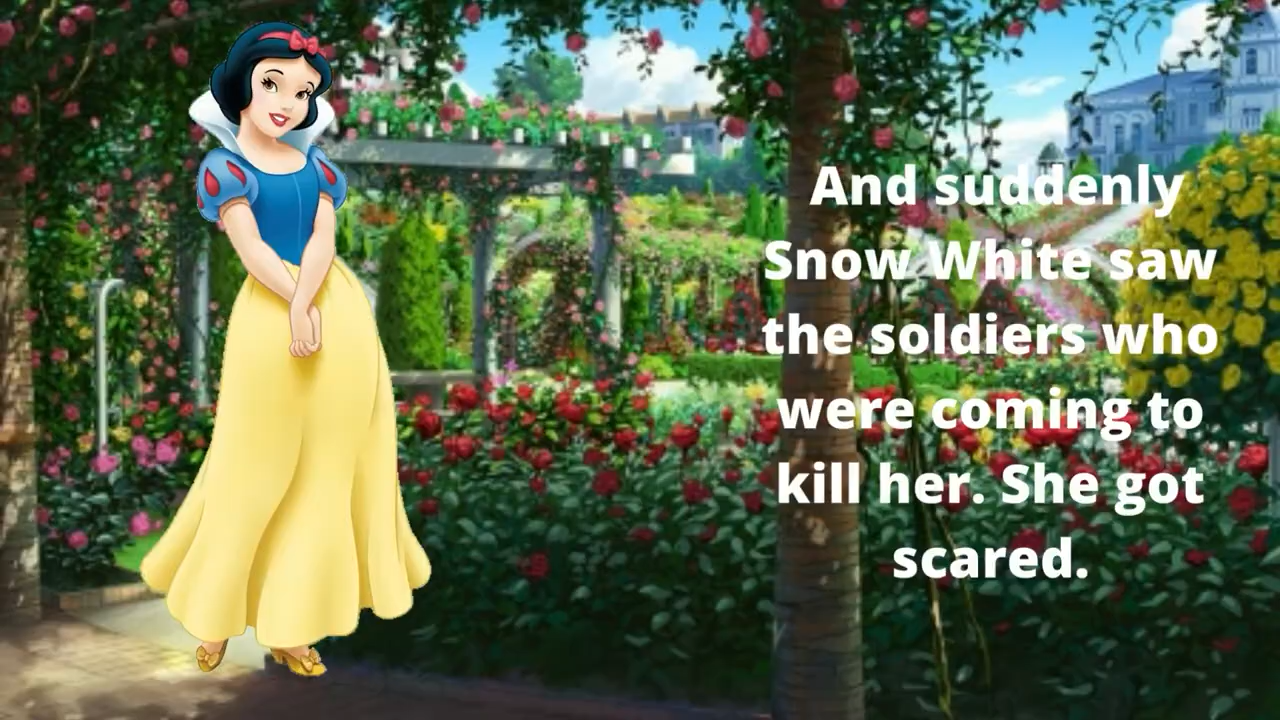 And suddenly
Snow White saw
the soldiers who
were coming to
kill her. She got
scared.